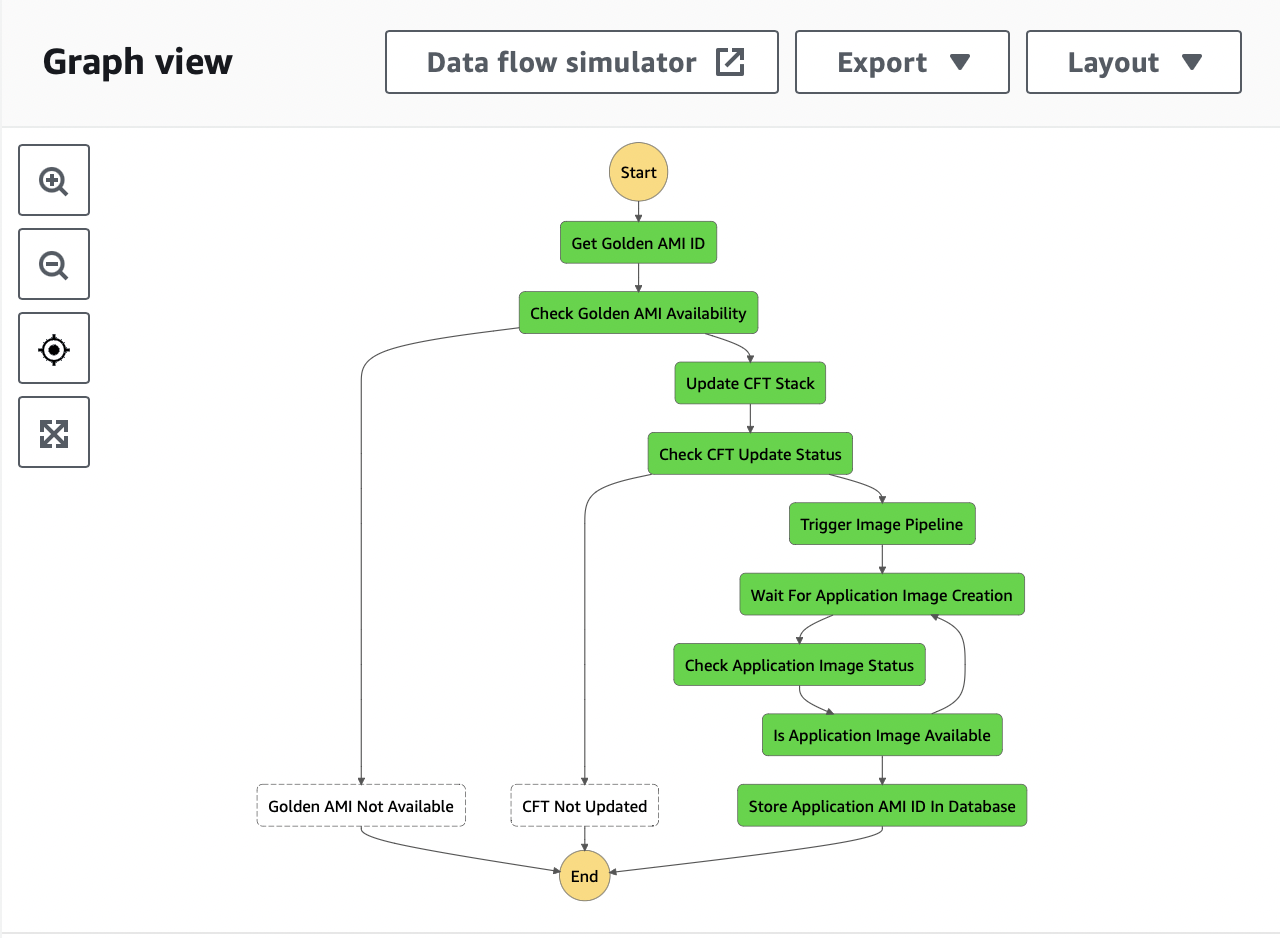 Graph view
Data flow simulator
Export
Layout
Start
Get Golden AMI ID
Check Golden AMI Availability
Update CFT Stack
Check CFT Update Status
Trigger Image Pipeline
Wait For Application Image Creation
Check Application Image Status
Is Application Image Available
Golden AMI Not Available
CFT Not Updated
Store Application AMI ID In Database
End